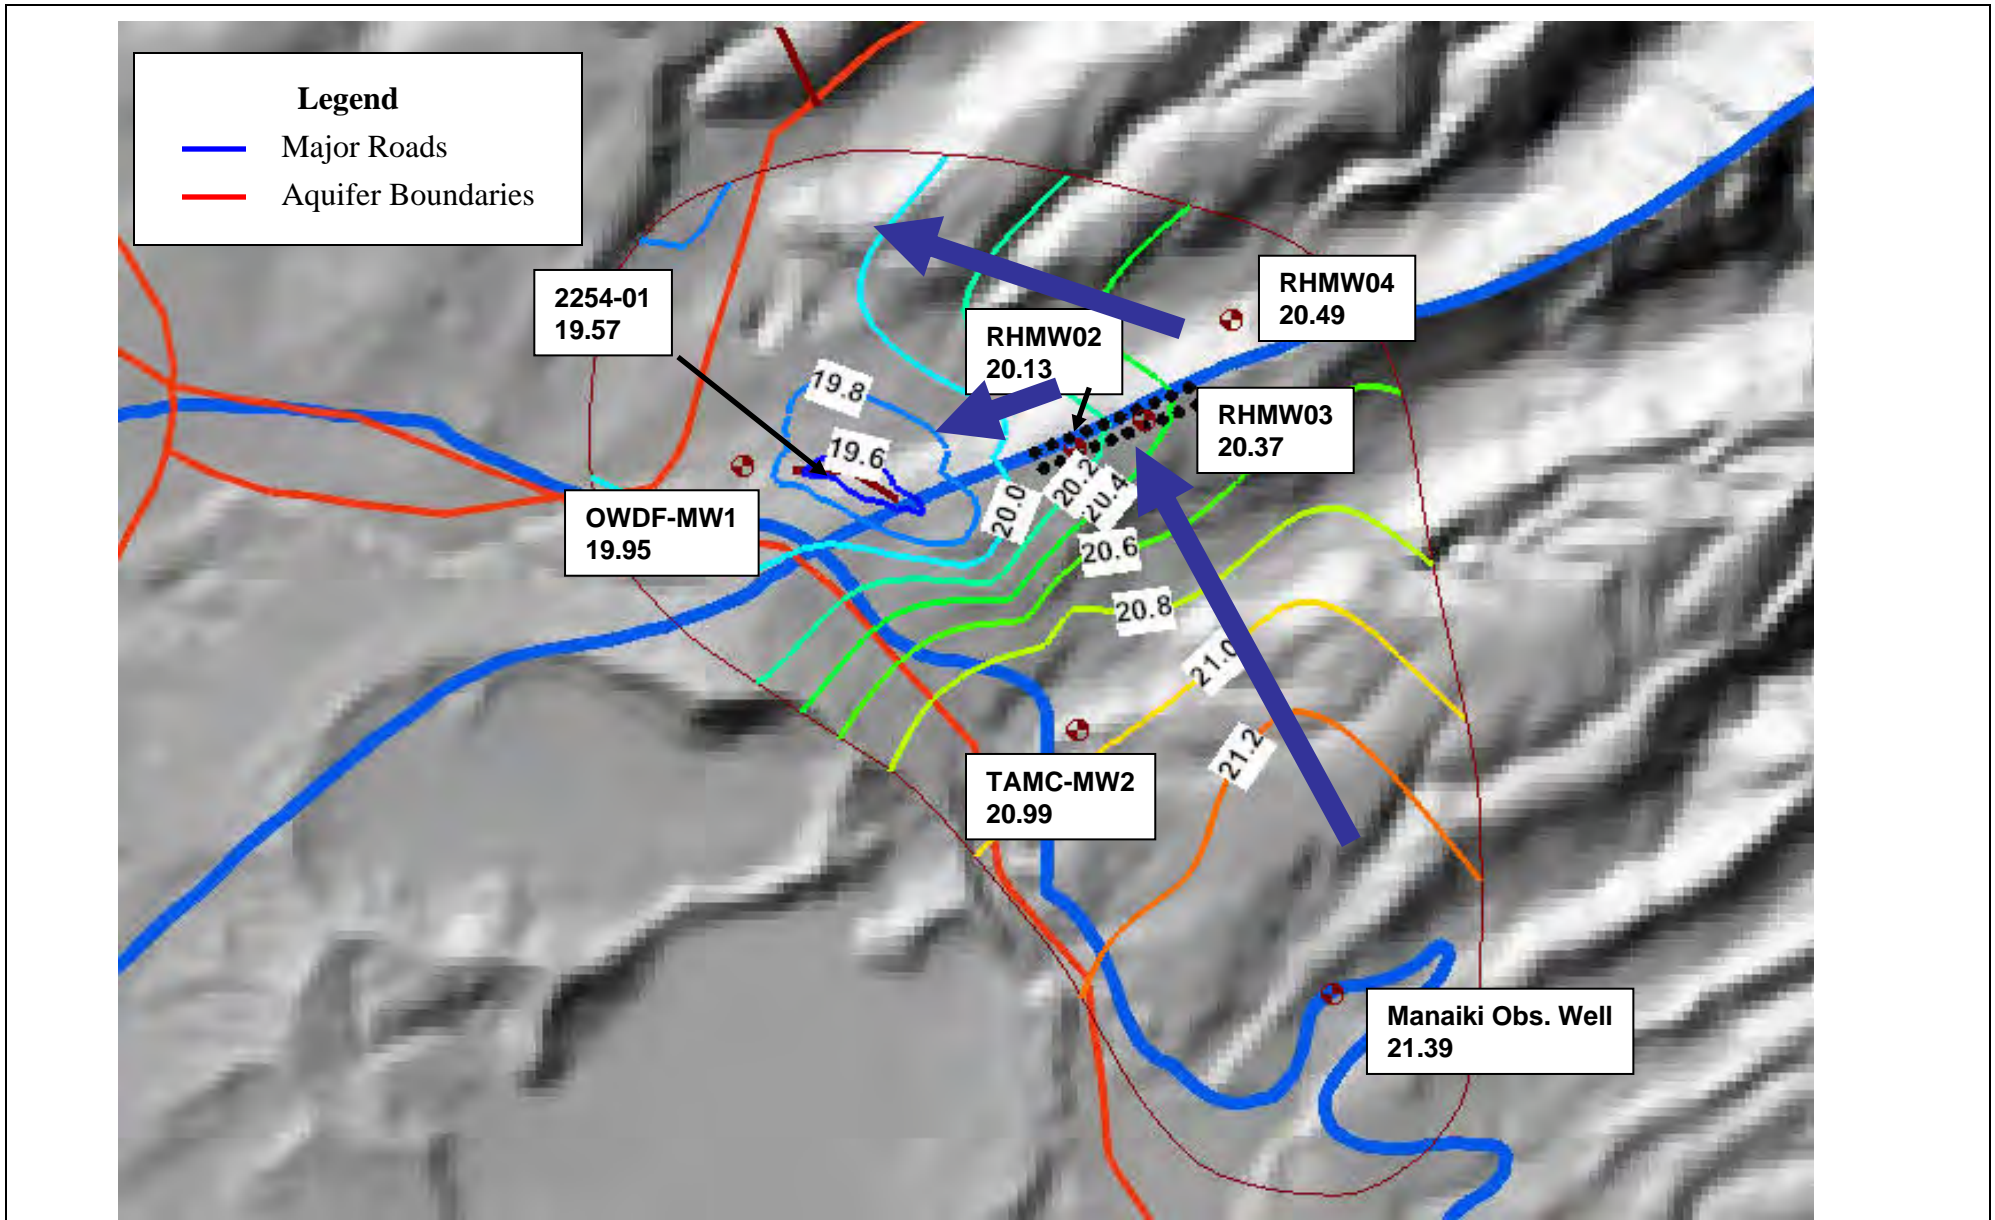 Legend
Major Roads
Aquifer Boundaries
2254-01
19.57
RHMW04
20.49
RHMW02
20.13
RHMW03
20.37
19.8
19.6
OWDF-MW1
19.95
20.0
20.2
20.4
20.6
20.8
21.0
21.2
TAMC-MW2
20.99
Manaiki Obs. Well
21.39